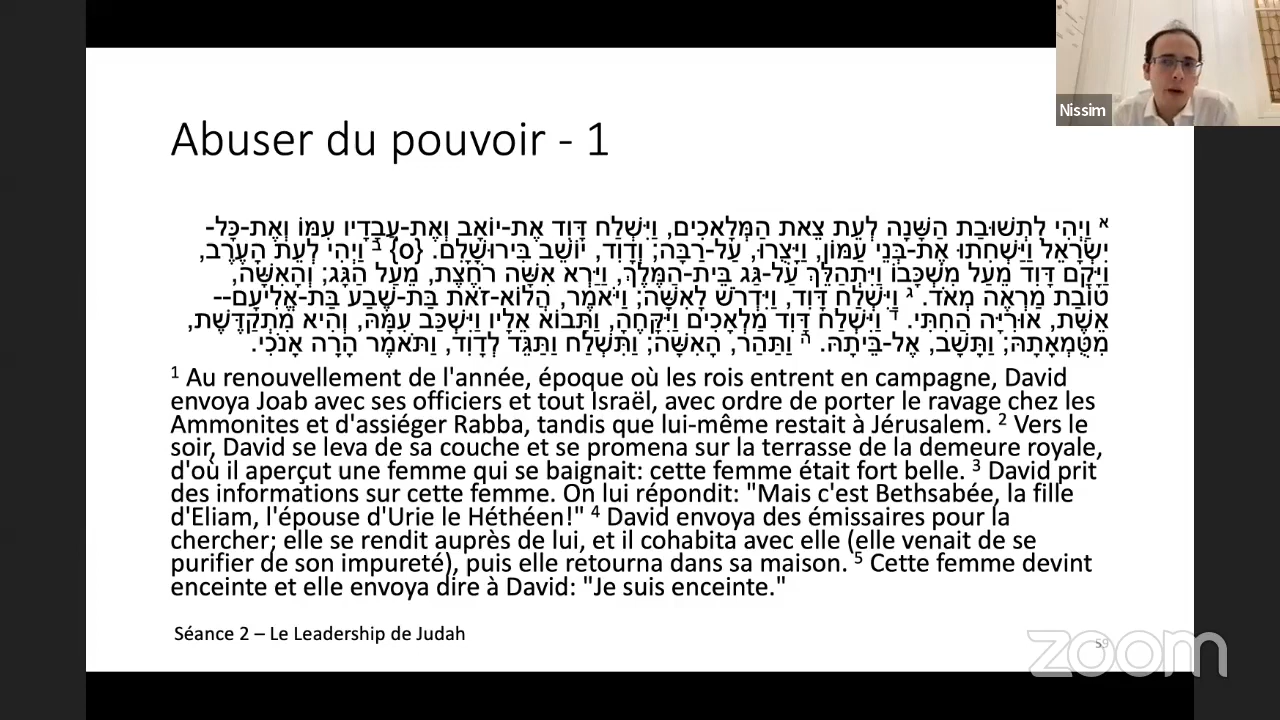 Nissim
Abuser du pouvoir - 1
א וַיְהִי לִתְשׁוּבַת הַשָּׁנָה לְעֵת צֵאת הַמַּלְאכִים, וַיִּשְׁלַח דָּוִד אֶת-יוֹאָב וְאֶת-עֲבָדָיו עִמּוֹ וְאֶת-כָּל-
יִשְׂרָאֵל וַיַּשְׁחִתוּ אֶת-בְּנֵי עַמּוֹן, וַיָּצֻרוּ, עַל-רַבָּה; וְדָוִד, יוֹשֵׁב בִּירוּשָׁלִָם. {o} ב וַיְהִי לְעֵת הָעֶרֶב,
וַיָּקָם דָּוִד מֵעַל מִשְׁכָּבוֹ וַיִּתְהַלֵּךְ עַל-גַּג בֵּית-הַמֶּלֶךְ, וַיַּרְא אִשָּׁה רֹחֶצֶת, מֵעַל הַגָּג; וְהָאִשָּׁה,
טוֹבַת מַרְאֶה מְאֹד. ג וַיִּשְׁלַח דָּוִד, וַיִּדְרֹשׁ לָאִשָּׁה; וַיֹּאמֶר, הֲלוֹא-זֹאת בַּת-שֶׁבַע בַּת-אֱלִיעָם--
אֵשֶׁת, אוּרִיָּה הַחִתִּי. ד וַיִּשְׁלַח דָּוִד מַלְאָכִים וַיִּקָּחֶהָ, וַתָּבוֹא אֵלָיו וַיִּשְׁכַּב עִמָּהּ, וְהִיא מִתְקַדֶּשֶׁת,
מִטֻּמְאָתָהּ; וַתָּשָׁב, אֶל-בֵּיתָהּ. ה וַתַּהַר, הָאִשָּׁה; וַתִּשְׁלַח וַתַּגֵּד לְדָוִד, וַתֹּאמֶר הָרָה אָנֹכִי.
1 Au renouvellement de l'année, époque où les rois entrent en campagne, David
envoya Joab avec ses officiers et tout Israël, avec ordre de porter le ravage chez les
Ammonites et d'assiéger Rabba, tandis que lui-même restait à Jérusalem. 2 Vers le
soir, David se leva de sa couche et se promena sur la terrasse de la demeure royale,
d'où il aperçut une femme qui se baignait: cette femme était fort belle. 3 David prit
des informations sur cette femme. On lui répondit: "Mais c'est Bethsabée, la fille
d'Eliam, l'épouse d'Urie le Héthéen!" 4 David envoya des émissaires pour la
chercher; elle se rendit auprès de lui, et il cohabita avec elle (elle venait de se
purifier de son impureté), puis elle retourna dans sa maison. 5 Cette femme devint
enceinte et elle envoya dire à David: "Je suis enceinte."
Séance 2 – Le Leadership de Judah
59
zoom